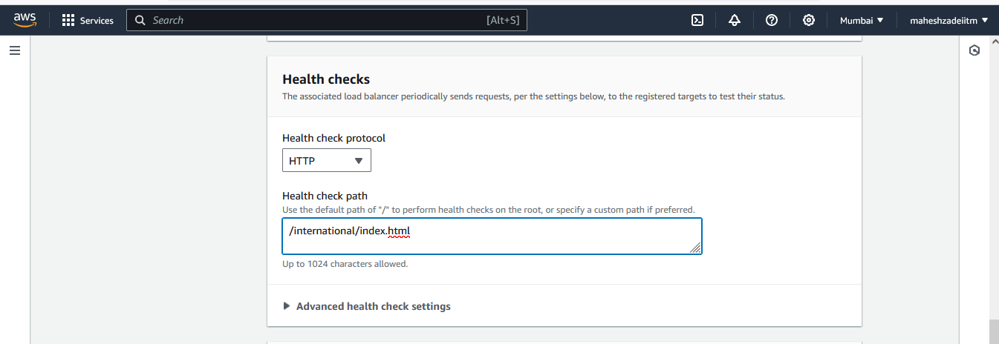 aws Services Search [Alt+S] Mumbai maheshzadeiitm
Health checks
The associated load balancer periodically sends requests, per the settings below, to the registered targets to test their status.
Health check protocol
HTTP
Health check path
Use the default path of "/" to perform health checks on the root, or specify a custom path if preferred.
/international/index.html
Up to 1024 characters allowed.
Advanced health check settings